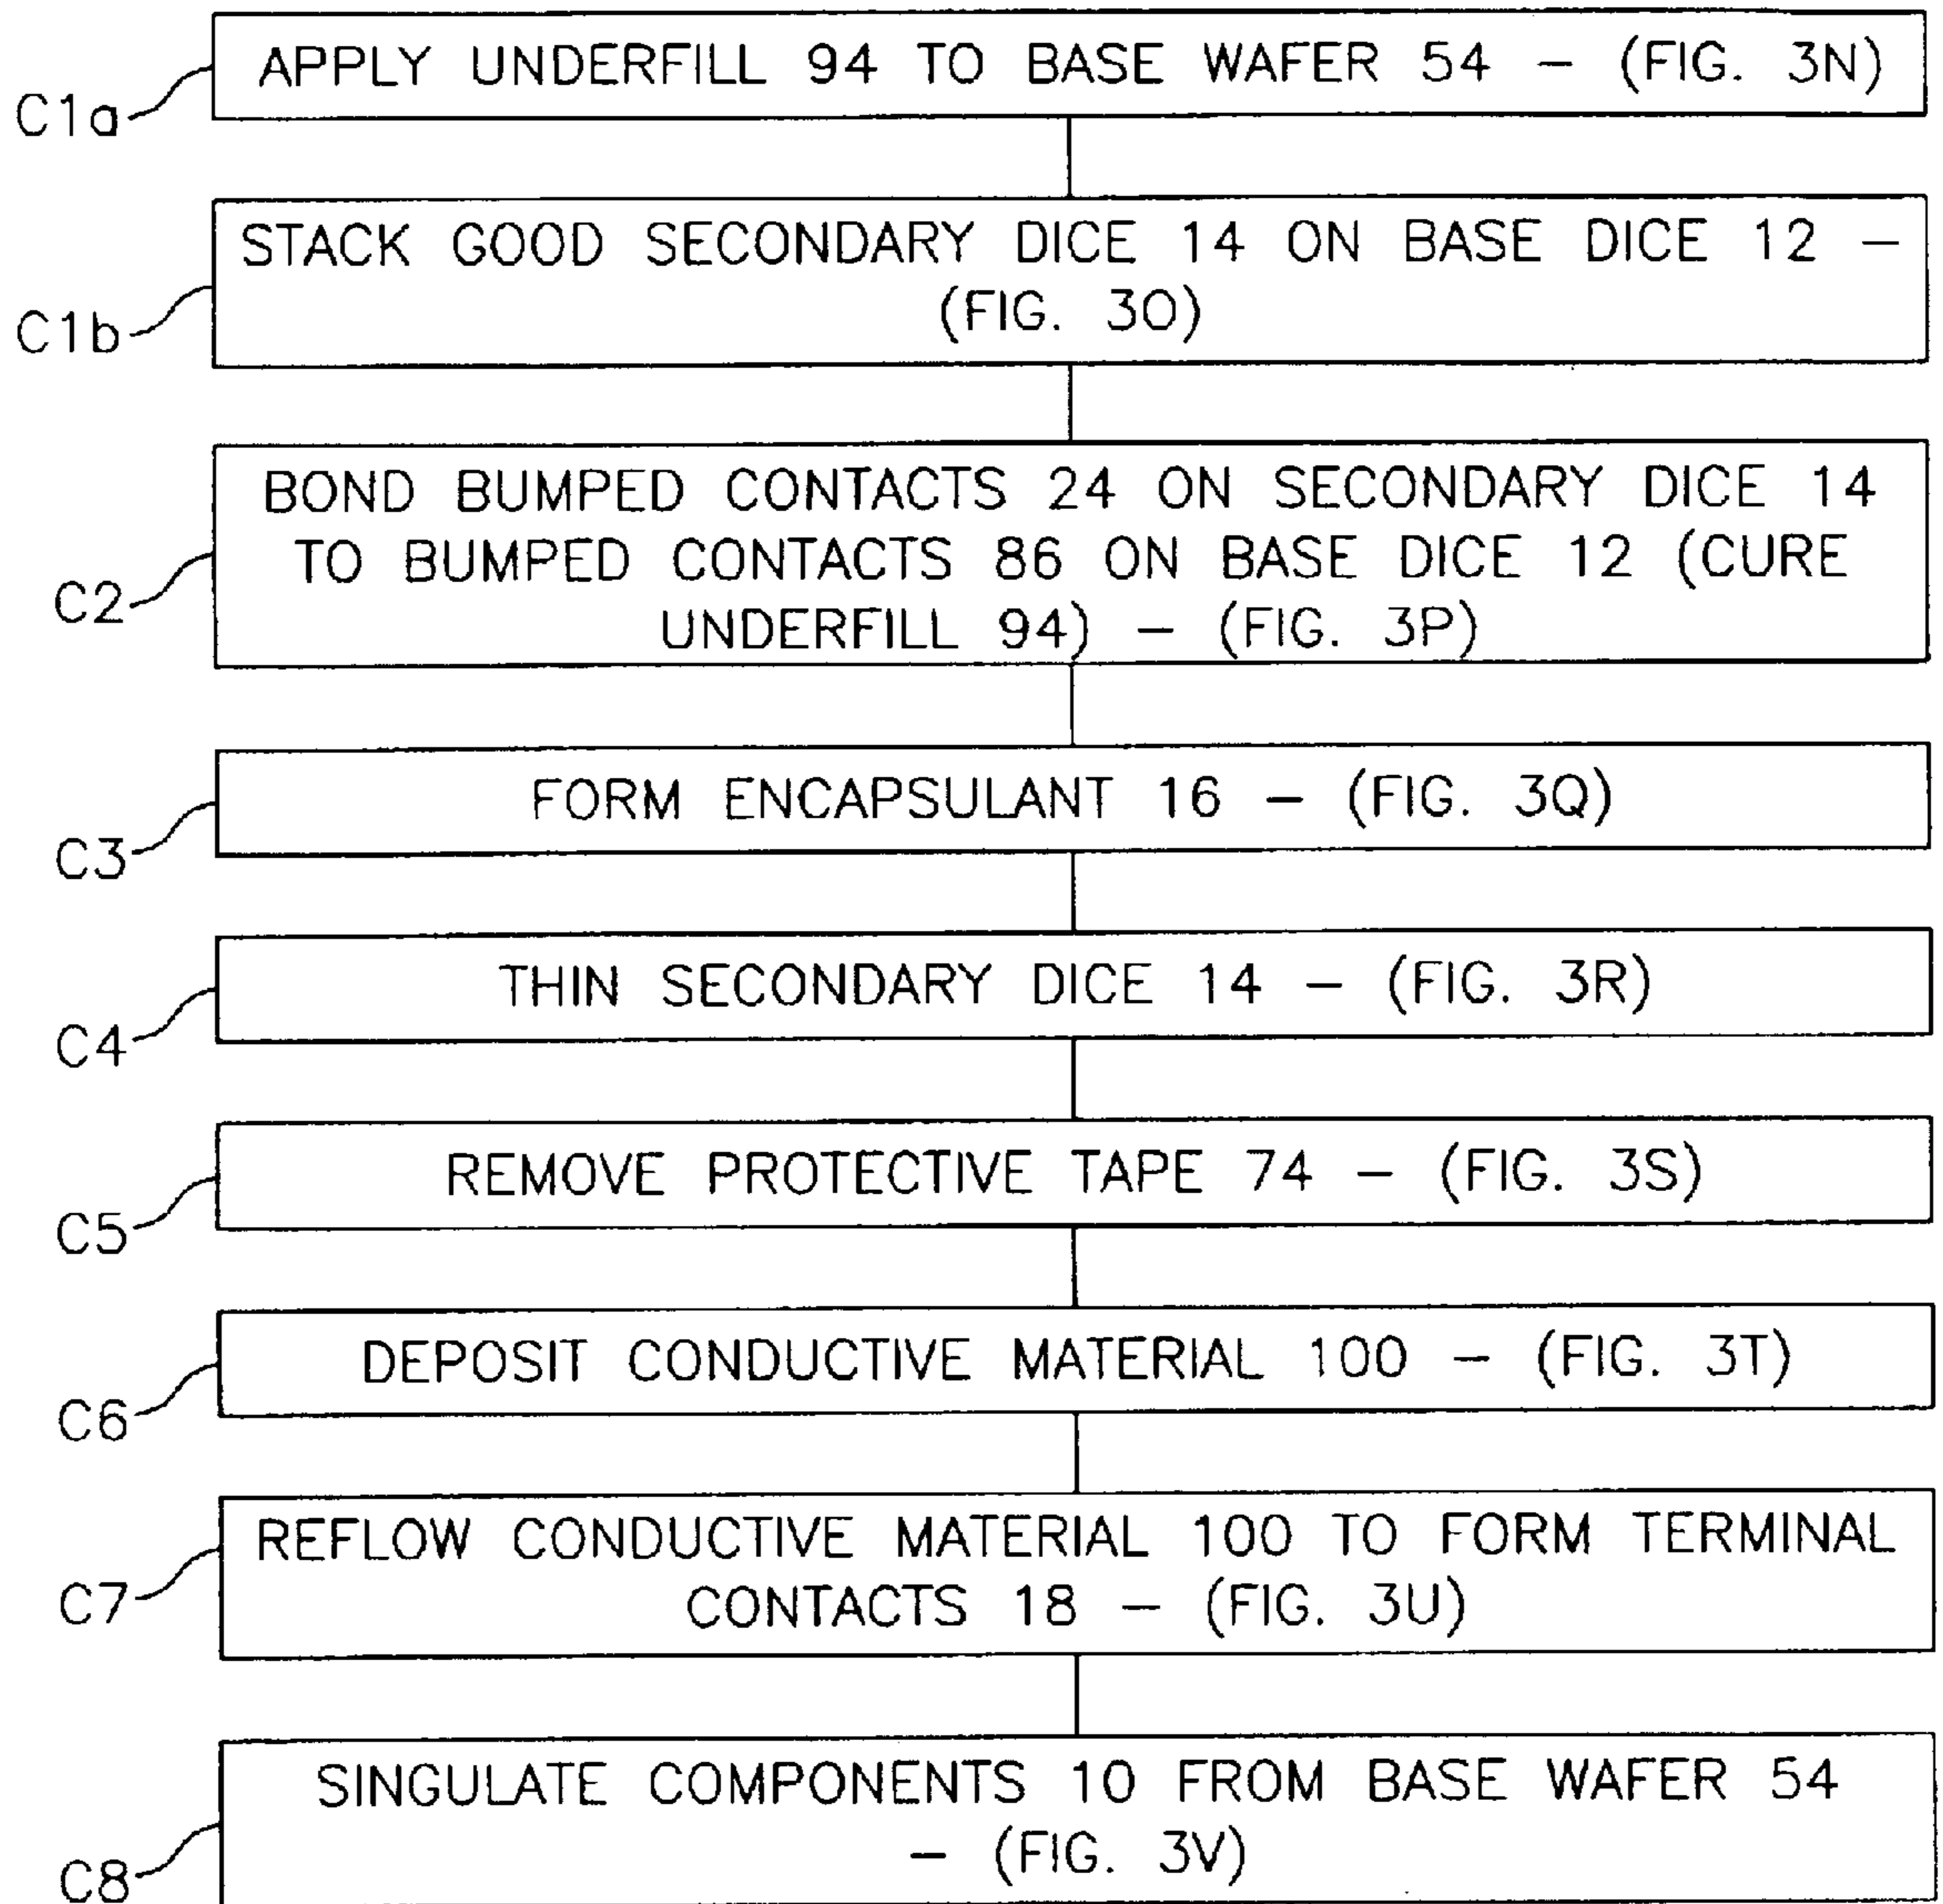 C1a
APPLY UNDERFILL 94 TO BASE WAFER 54 – (FIG. 3N)
C1b
STACK GOOD SECONDARY DICE 14 ON BASE DICE 12 –
(FIG. 3O)
C2
BOND BUMPED CONTACTS 24 ON SECONDARY DICE 14
TO BUMPED CONTACTS 86 ON BASE DICE 12 (CURE
UNDERFILL 94) – (FIG. 3P)
C3
FORM ENCAPSULANT 16 – (FIG. 3Q)
C4
THIN SECONDARY DICE 14 – (FIG. 3R)
C5
REMOVE PROTECTIVE TAPE 74 – (FIG. 3S)
C6
DEPOSIT CONDUCTIVE MATERIAL 100 – (FIG. 3T)
C7
REFLOW CONDUCTIVE MATERIAL 100 TO FORM TERMINAL
CONTACTS 18 – (FIG. 3U)
C8
SINGULATE COMPONENTS 10 FROM BASE WAFER 54
– (FIG. 3V)